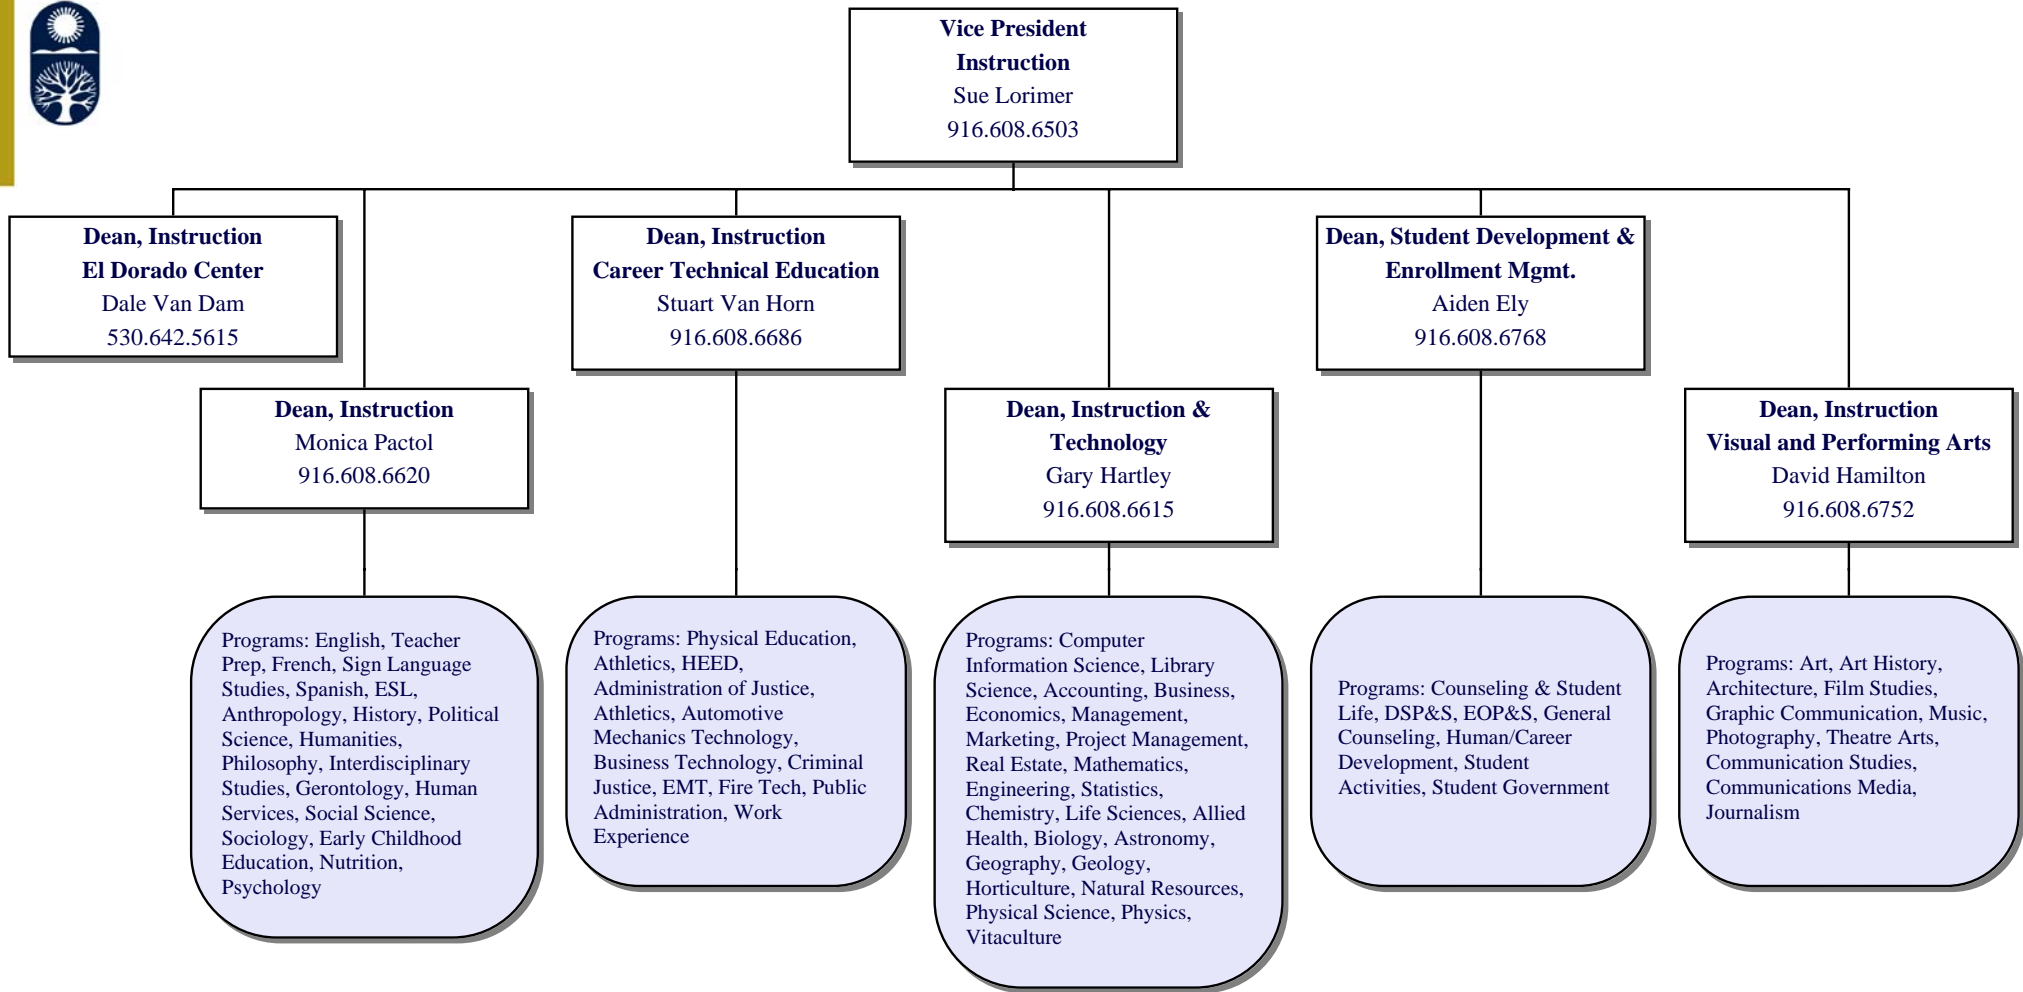 Vice President
Instruction
Sue Lorimer
916.608.6503
Dean, Instruction
El Dorado Center
Dale Van Dam
530.642.5615
Dean, Instruction
Career Technical Education
Stuart Van Horn
916.608.6686
Dean, Student Development &
Enrollment Mgmt.
Aiden Ely
916.608.6768
Dean, Instruction
Monica Pactol
916.608.6620
Dean, Instruction &
Technology
Gary Hartley
916.608.6615
Dean, Instruction
Visual and Performing Arts
David Hamilton
916.608.6752
Programs: English, Teacher
Prep, French, Sign Language
Studies, Spanish, ESL,
Anthropology, History, Political
Science, Humanities,
Philosophy, Interdisciplinary
Studies, Gerontology, Human
Services, Social Science,
Sociology, Early Childhood
Education, Nutrition,
Psychology
Programs: Physical Education,
Athletics, HEED,
Administration of Justice,
Athletics, Automotive
Mechanics Technology,
Business Technology, Criminal
Justice, EMT, Fire Tech, Public
Administration, Work
Experience
Programs: Computer
Information Science, Library
Science, Accounting, Business,
Economics, Management,
Marketing, Project Management,
Real Estate, Mathematics,
Engineering, Statistics,
Chemistry, Life Sciences, Allied
Health, Biology, Astronomy,
Geography, Geology,
Horticulture, Natural Resources,
Physical Science, Physics,
Vitaculture
Programs: Counseling & Student
Life, DSP&S, EOP&S, General
Counseling, Human/Career
Development, Student
Activities, Student Government
Programs: Art, Art History,
Architecture, Film Studies,
Graphic Communication, Music,
Photography, Theatre Arts,
Communication Studies,
Communications Media,
Journalism